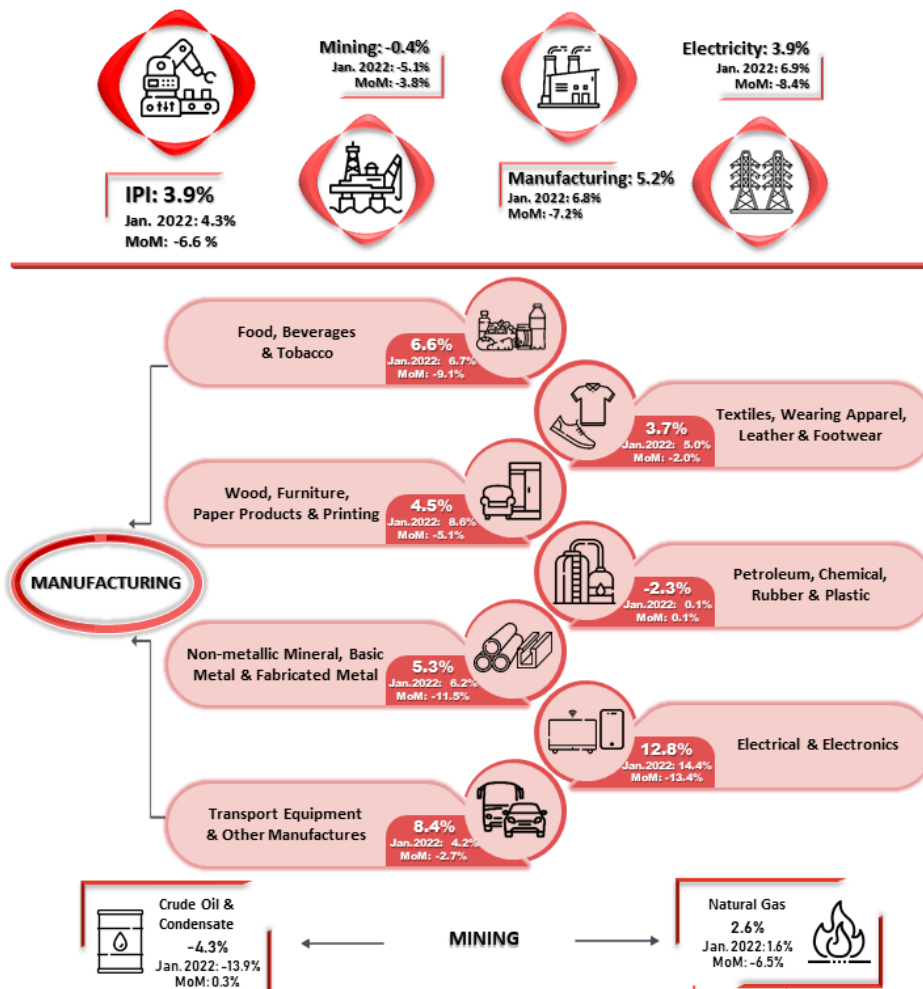 IPI: 3.9%
Jan. 2022: 4.3%
MoM: -6.6 %
Mining: -0.4%
Jan. 2022: -5.1%
MoM: -3.8%
Manufacturing: 5.2%
Jan. 2022: 6.8%
MoM: -7.2%
Electricity: 3.9%
Jan. 2022: 6.9%
MoM: -8.4%
MANUFACTURING
Food, Beverages
& Tobacco
6.6%
Jan.2022: 6.7%
MoM: -9.1%
Textiles, Wearing Apparel,
Leather & Footwear
3.7%
Jan.2022: 5.0%
MoM: -2.0%
Wood, Furniture,
Paper Products & Printing
4.5%
Jan.2022: 8.6%
MoM: -5.1%
Petroleum, Chemical,
Rubber & Plastic
-2.3%
Jan.2022: 0.1%
MoM: 0.1%
Non-metallic Mineral, Basic
Metal & Fabricated Metal
5.3%
Jan.2022: 6.2%
MoM: -11.5%
Electrical & Electronics
12.8%
Jan.2022: 14.4%
MoM: -13.4%
Transport Equipment
& Other Manufactures
8.4%
Jan.2022: 4.2%
MoM: -2.7%
Crude Oil &
Condensate
-4.3%
Jan. 2022: -13.9%
MoM: 0.3%
MINING
Natural Gas
2.6%
Jan. 2022: 1.6%
MoM: -6.5%